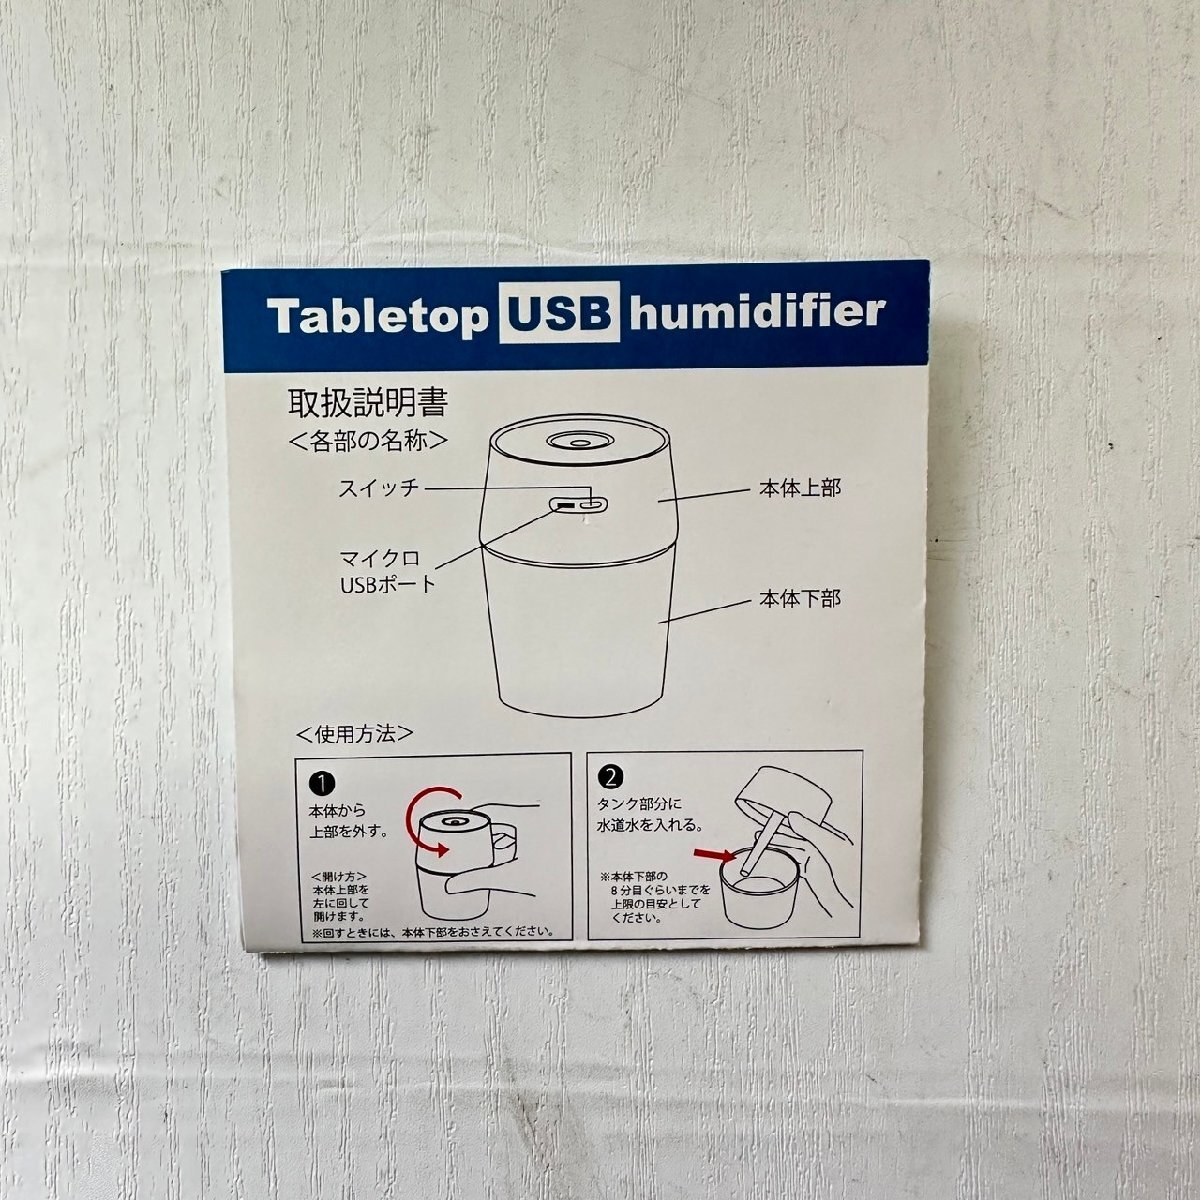 Tabletop USB humidifier
取扱説明書
＜各部の名称＞
スイッチ
本体上部
マイクロ
USBポート
本体下部
＜使用方法＞
1
本体から
上部を外す。
＜開け方＞
本体上部を
左に回して
開けます。
※回すときには、本体下部をおさえてください。
2
タンク部分に
水道水を入れる。
※本体下部の
8分目ぐらいまでを
上限の目安として
ください。